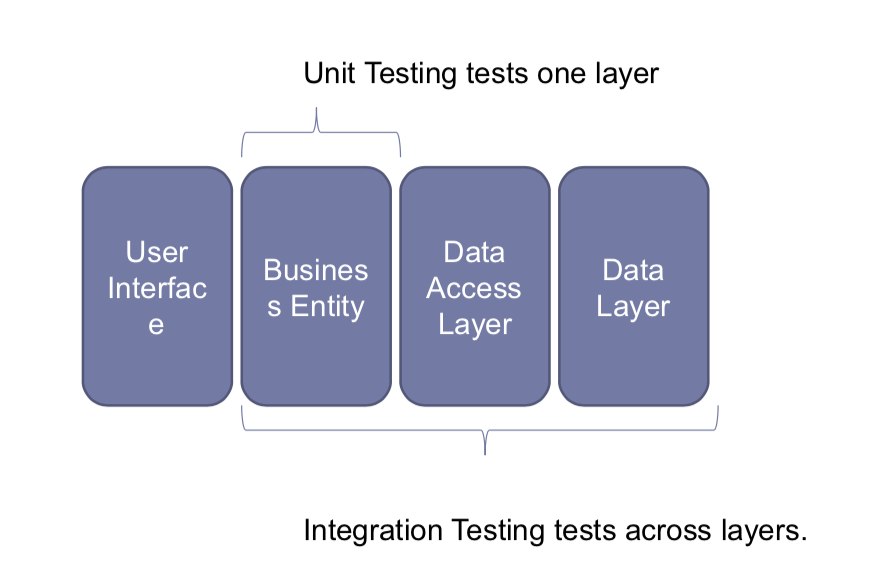 Unit Testing tests one layer
User
Interfac
e
Busines
s Entity
Data
Access
Layer
Data
Layer
Integration Testing tests across layers.